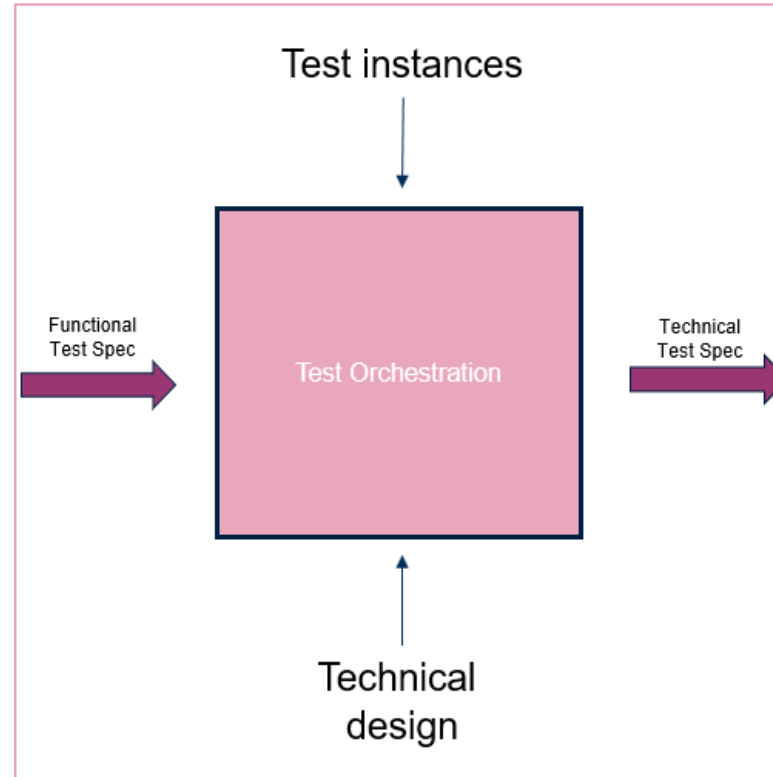 Test instances
Functional
Test Spec
Test Orchestration
Technical
Test Spec
Technical
design